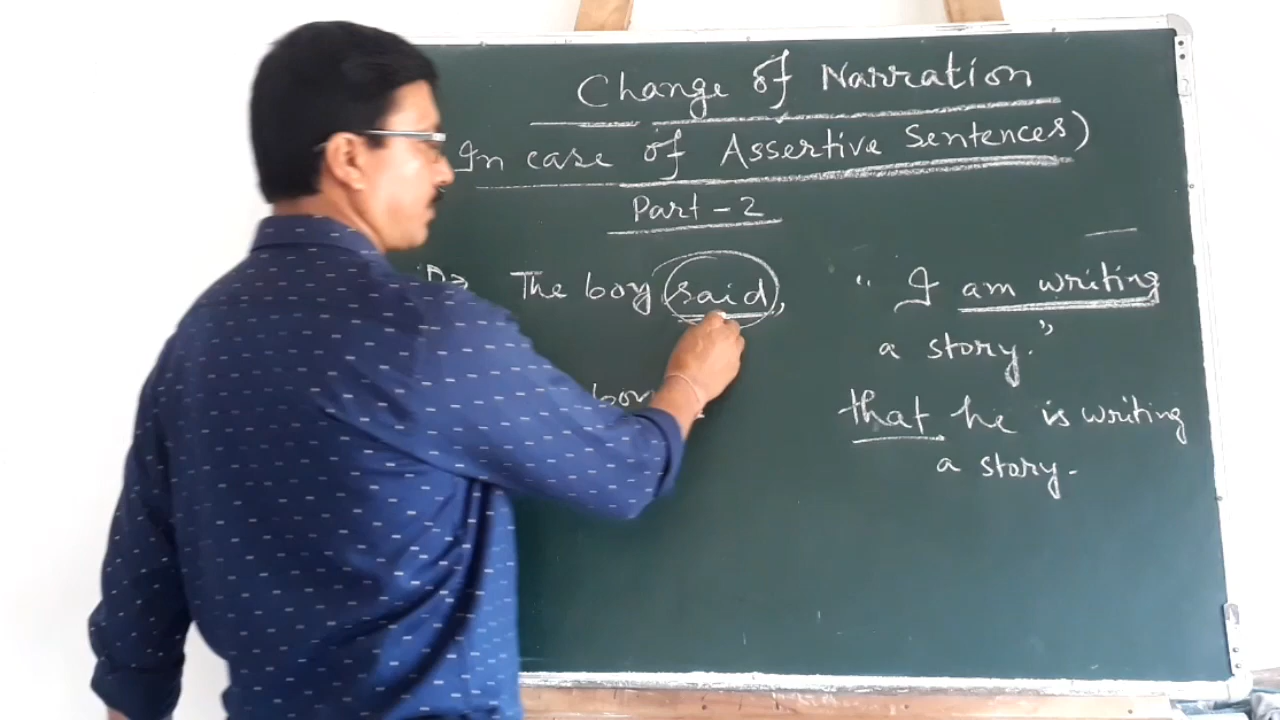 Change of Narration
In case of Assertive Sentences)
Part-2
The boy said, " I am writing
a story."
that he is writing
a story.